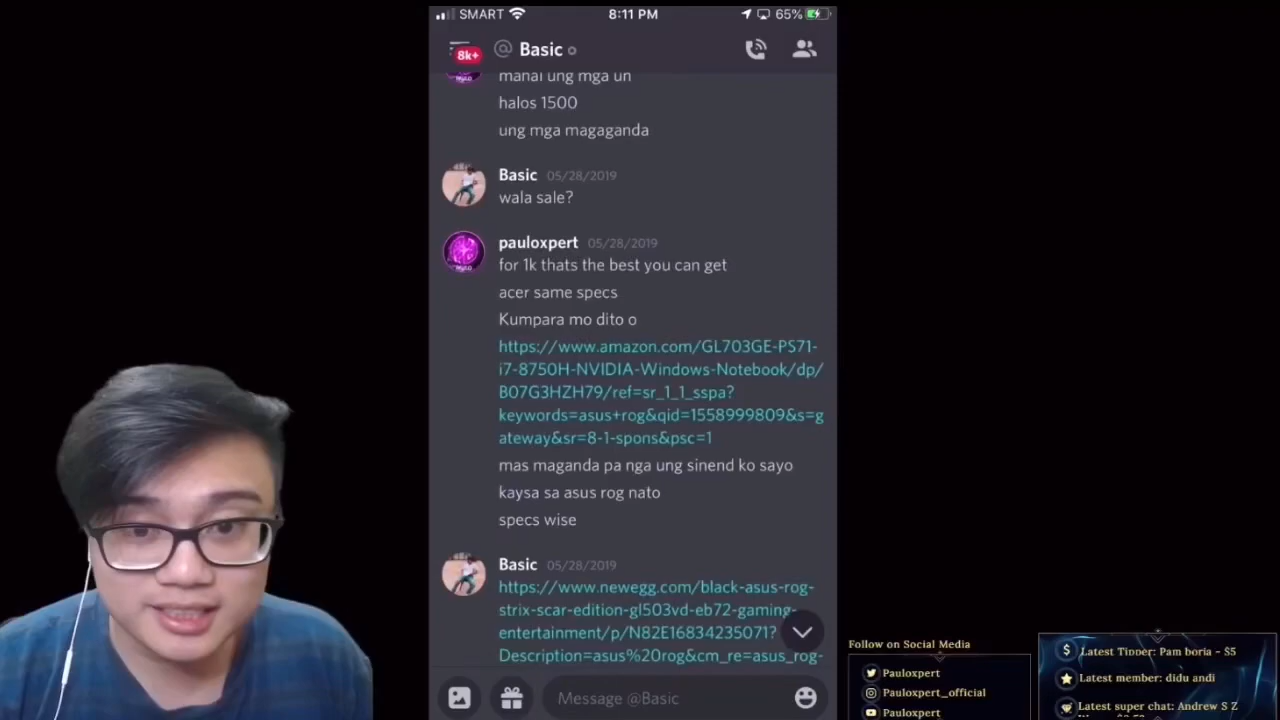 SMART
8:11 PM
65%
8k+
@ Basic
manal ung mga un
halos 1500
ung mga magaganda
Basic 05/28/2019
wala sale?
pauloxpert 05/28/2019
for 1k thats the best you can get
acer same specs
Kumpara mo dito o
https://www.amazon.com/GL703GE-PS71-
i7-8750H-NVIDIA-Windows-Notebook/dp/
B07G3HZH79/ref=sr_1_1_sspa?
keywords=asus+rog&qid=1558999809&s=g
ateway&sr=8-1-spons&psc=1
mas maganda pa nga ung sinend ko sayo
kaysa sa asus rog nato
specs wise
Basic 05/28/2019
https://www.newegg.com/black-asus-rog-
strix-scar-edition-gl503vd-eb72-gaming-
entertainment/p/N82E16834235071?
Description=asus%20rog&cm_re=asus_rog-
Message @Basic
Follow on Social Media
Pauloxpert
Pauloxpert_official
Pauloxpert
$ Latest Tipper: Pam boria - $5
Latest member: didu andi
Latest super chat: Andrew S Z